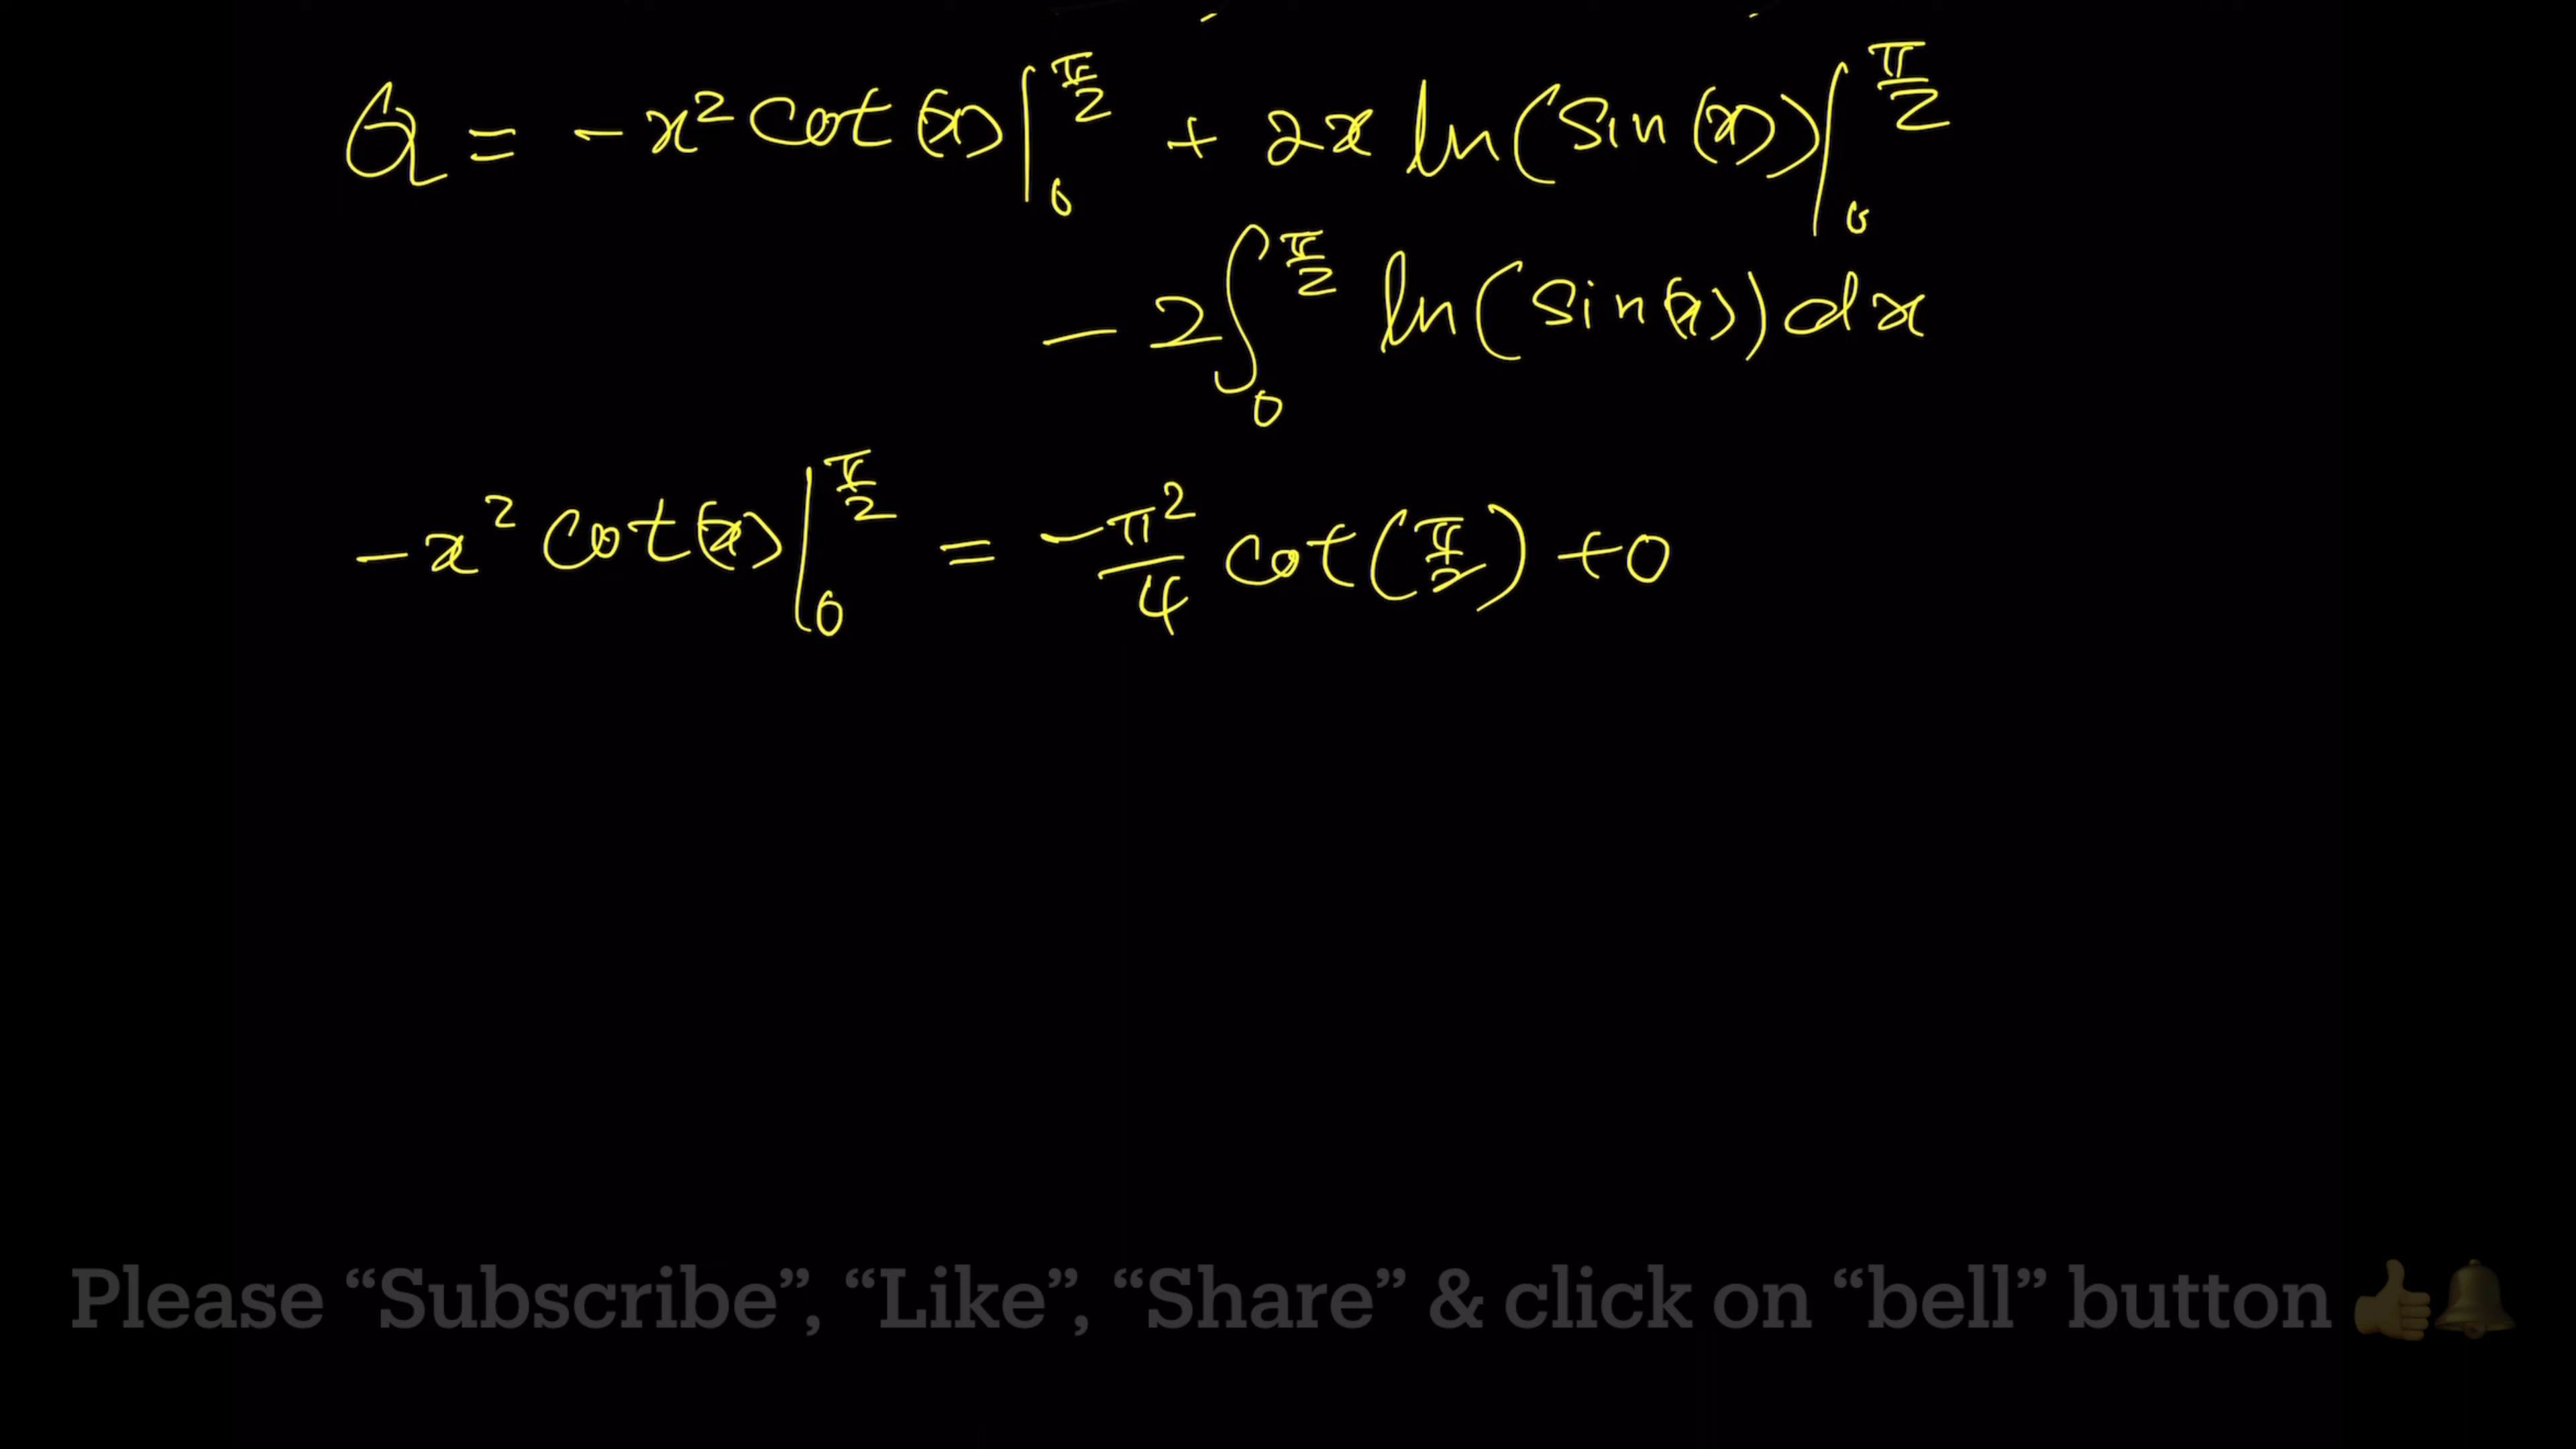 Q = -x² cot(x)|₀^(π/2) + 2x ln(sin(x))|₀^(π/2)
- 2∫₀^(π/2) ln(sin(x)) dx
-x² cot(x)|₀^(π/2) = -π²/4 cot(π/2) + 0
Please “Subscribe”, “Like”, “Share” & click on “bell” button 👍🔔